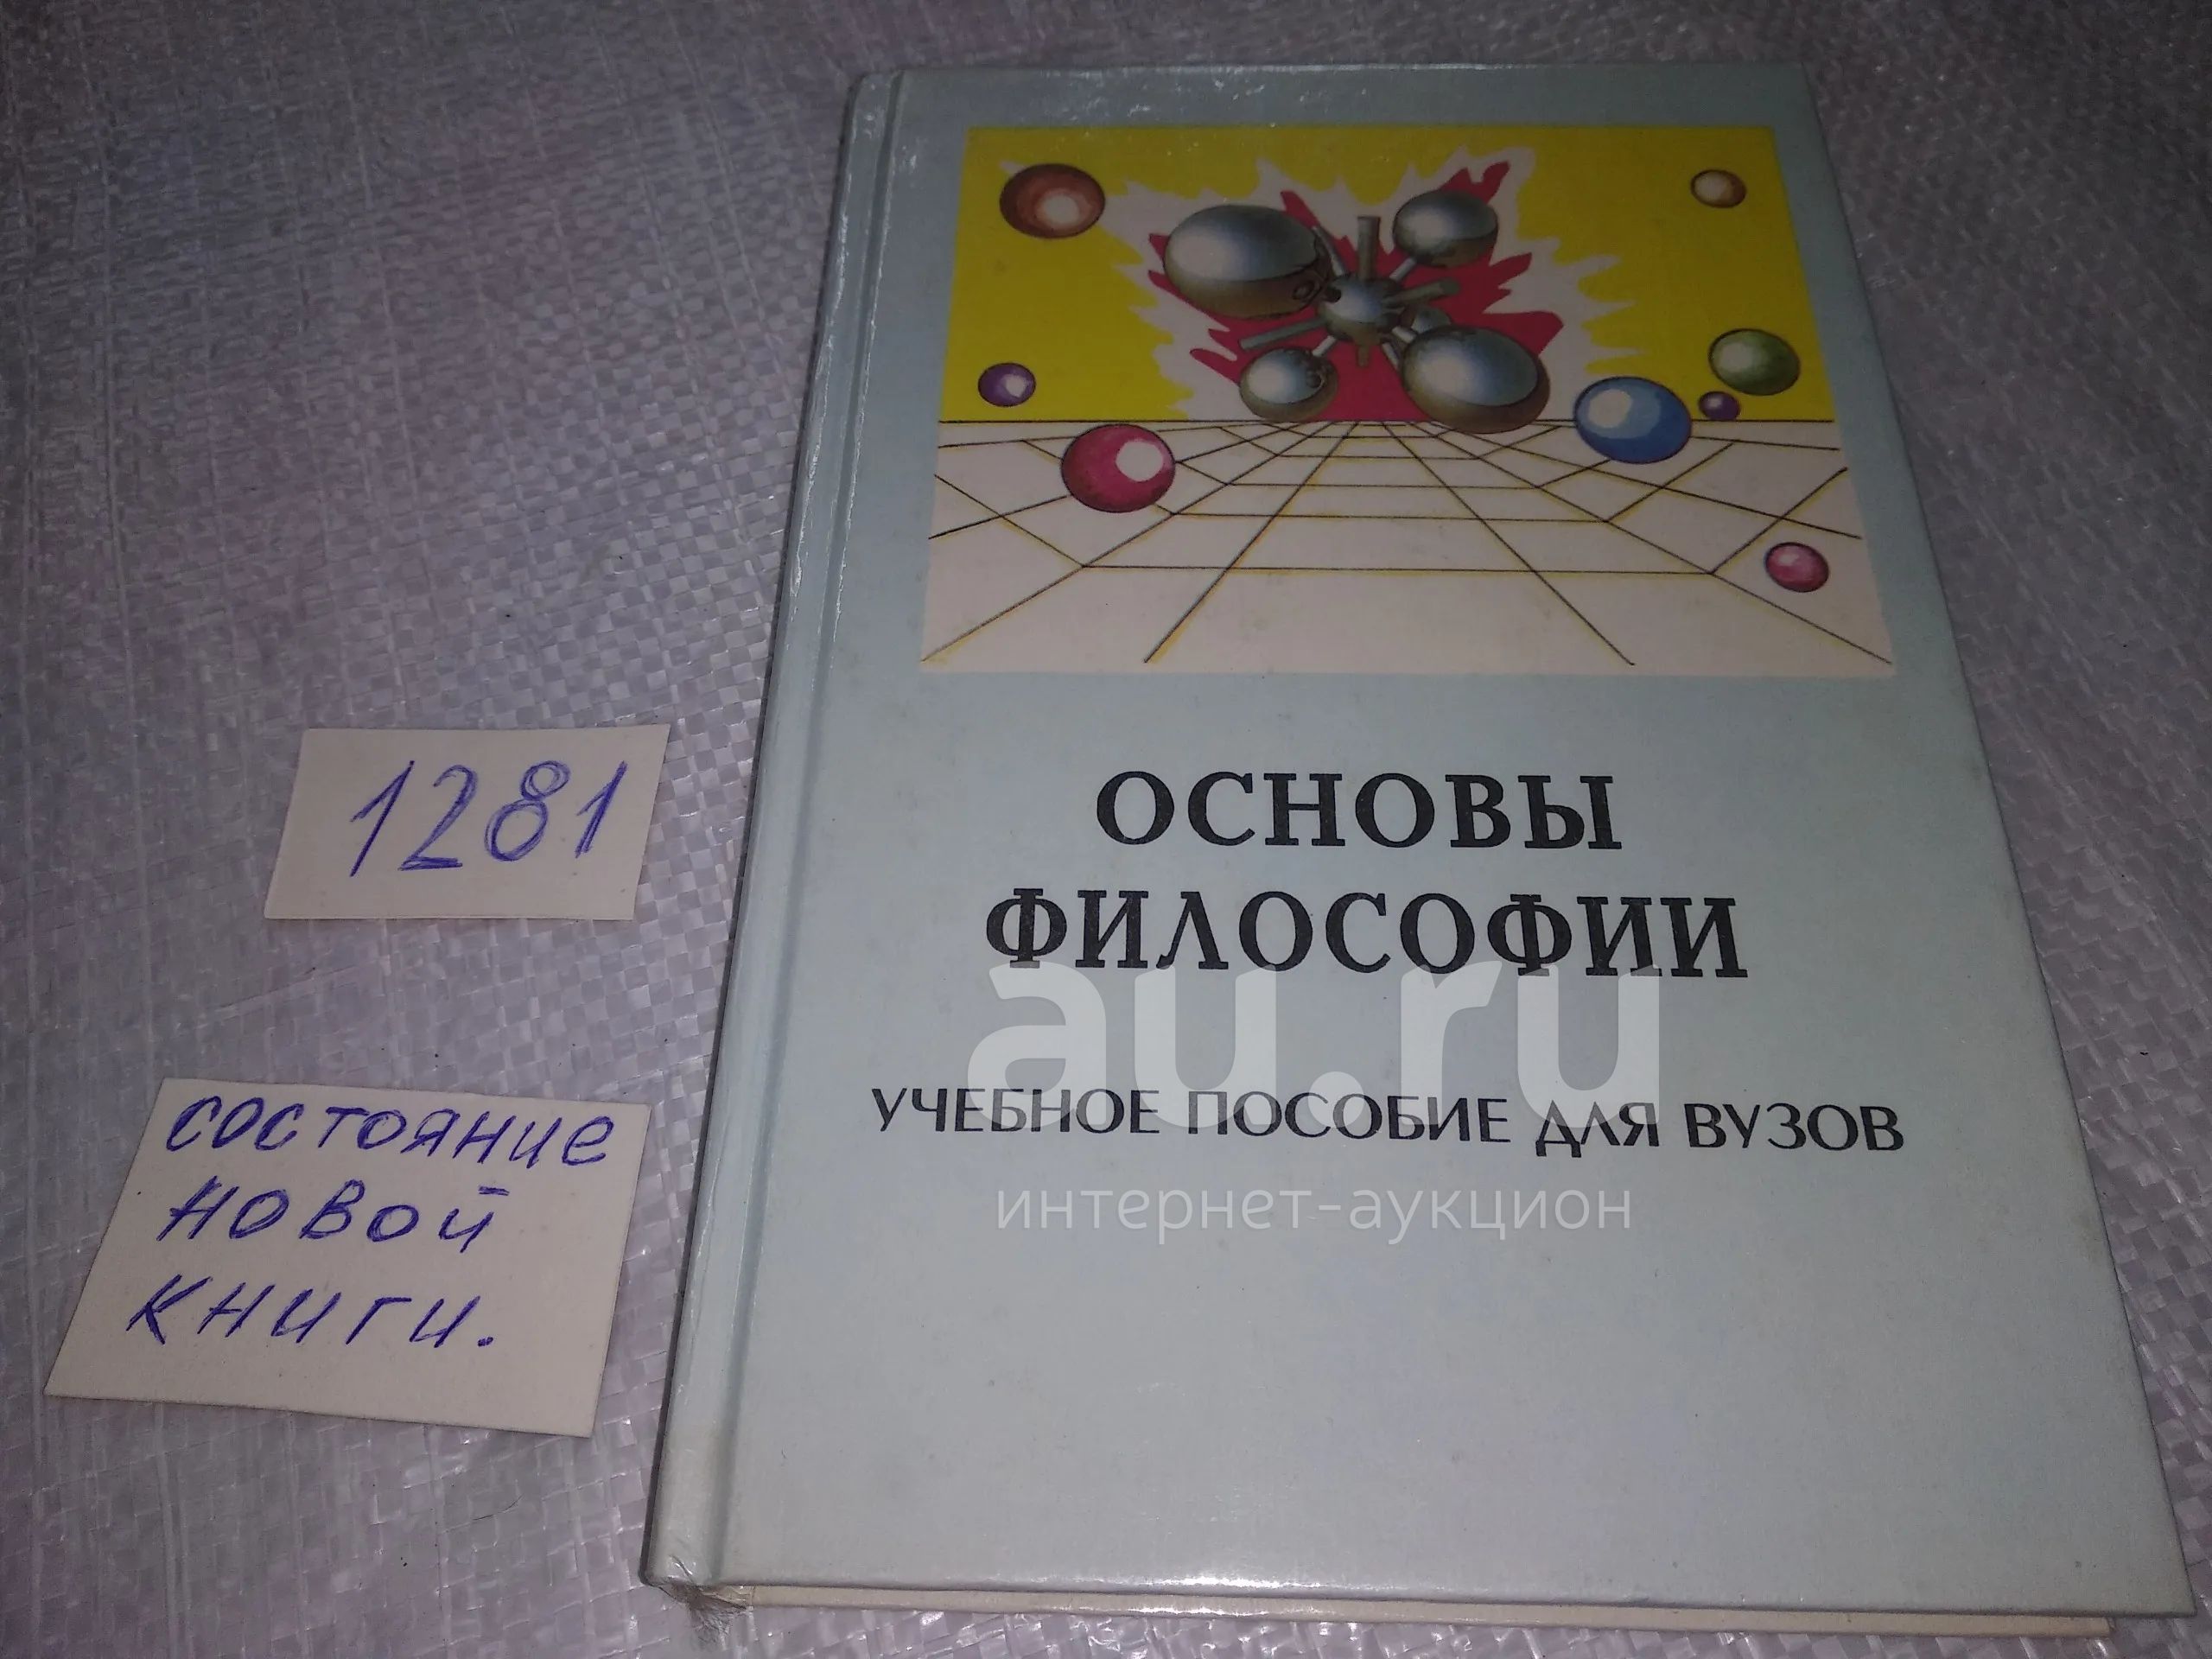 ОСНОВЫ
ФИЛОСОФИИ
УЧЕБНОЕ ПОСОБИЕ ДЛЯ ВУЗОВ
1281
состояние
новой
книги.
au.ru
интернет-аукцион